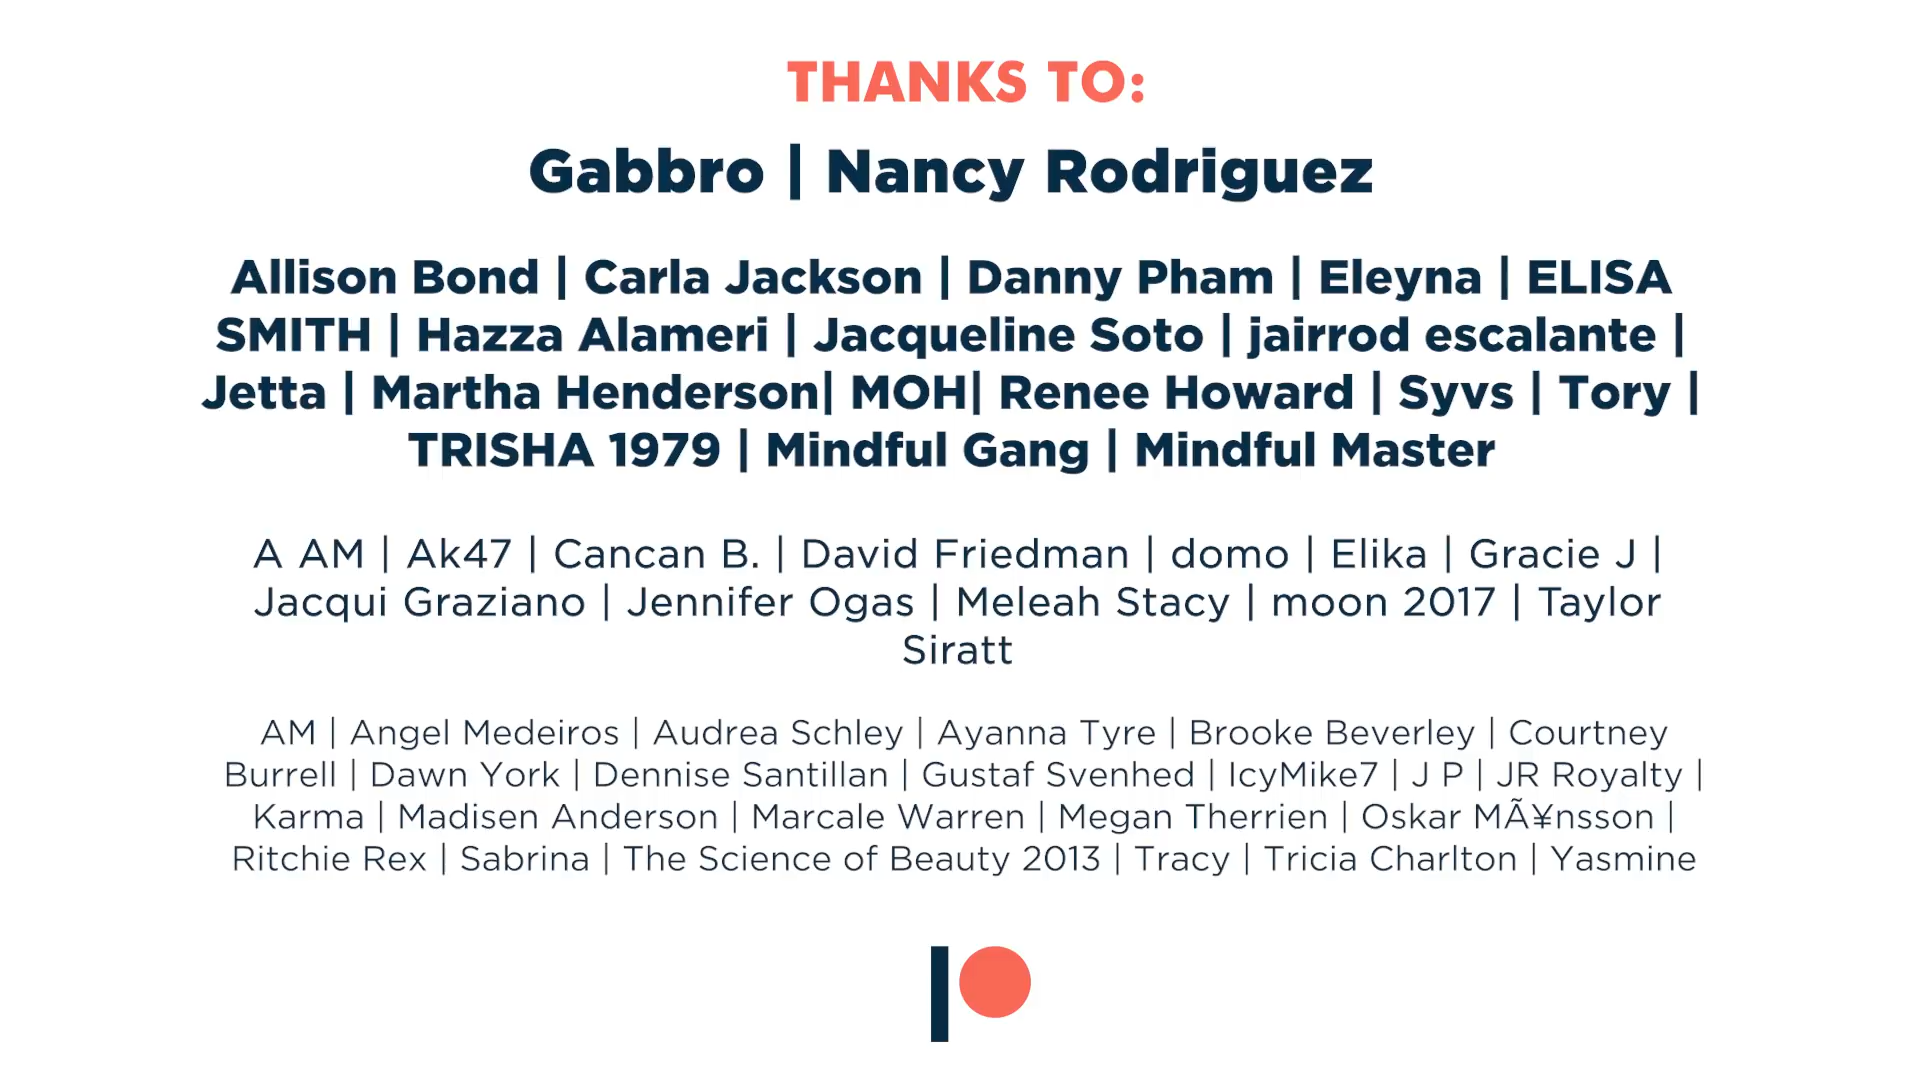 THANKS TO:
Gabbro | Nancy Rodriguez
Allison Bond | Carla Jackson | Danny Pham | Eleyna | ELISA
SMITH | Hazza Alameri | Jacqueline Soto | jairrod escalante |
Jetta | Martha Henderson| MOH| Renee Howard | Syvs | Tory |
TRISHA 1979 | Mindful Gang | Mindful Master
A AM | Ak47 | Cancan B. | David Friedman | domo | Elika | Gracie J |
Jacqui Graziano | Jennifer Ogas | Meleah Stacy | moon 2017 | Taylor
Siratt
AM | Angel Medeiros | Audrea Schley | Ayanna Tyre | Brooke Beverley | Courtney
Burrell | Dawn York | Dennise Santillan | Gustaf Svenhed | IcyMike7 | J P | JR Royalty |
Karma | Madisen Anderson | Marcale Warren | Megan Therrien | Oskar MÃ¥nsson |
Ritchie Rex | Sabrina | The Science of Beauty 2013 | Tracy | Tricia Charlton | Yasmine